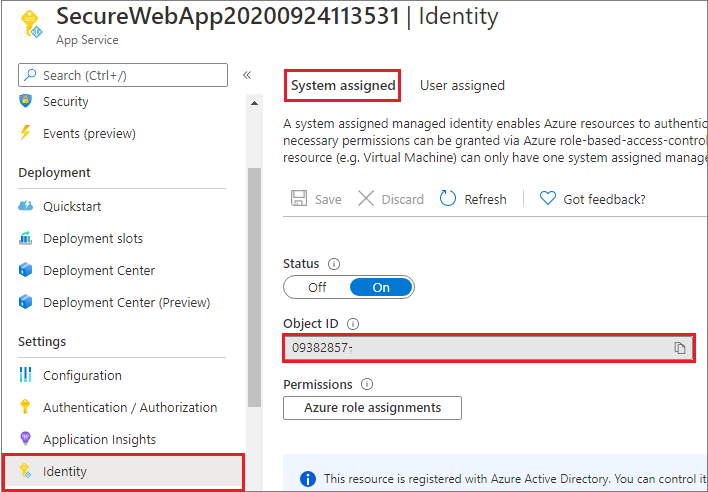 SecureWebApp20200924113531 | Identity
App Service
Search (Ctrl+/)
«
Security
Events (preview)
Deployment
Quickstart
Deployment slots
Deployment Center
Deployment Center (Preview)
Settings
Configuration
Authentication / Authorization
Application Insights
Identity
System assigned
User assigned
A system assigned managed identity enables Azure resources to authentic
necessary permissions can be granted via Azure role-based-access-control
resource (e.g. Virtual Machine) can only have one system assigned manage
Save
Discard
Refresh
Got feedback?
Status
Off
On
Object ID
09382857-
Permissions
Azure role assignments
This resource is registered with Azure Active Directory. You can control it